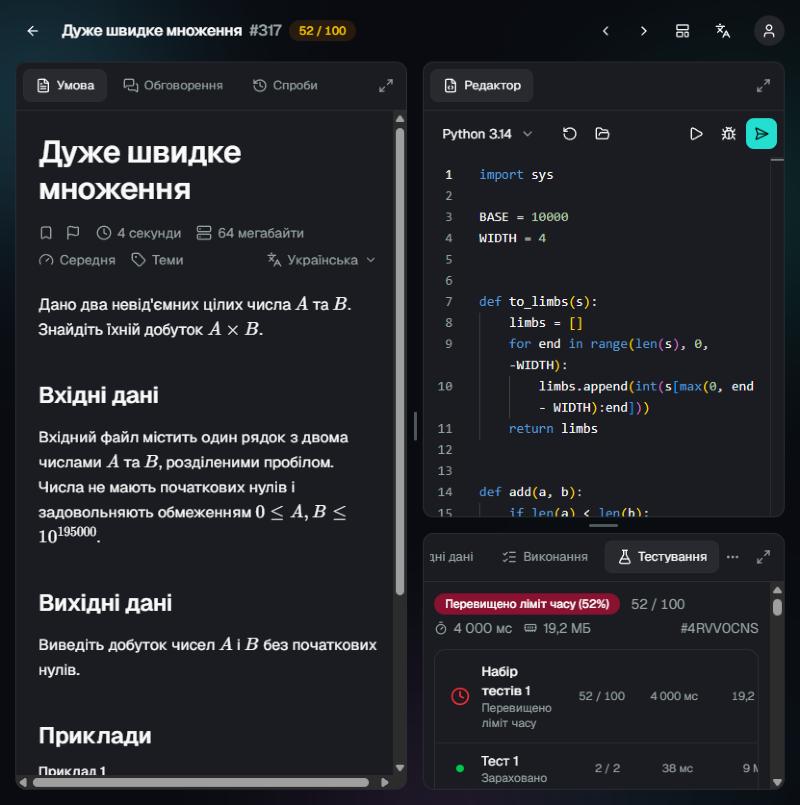 Дуже швидке множення #317 52 / 100
Умова Обговорення Спроби
Дуже швидке
множення
4 секунди 64 мегабайти
Середня Теми Українська
Дано два невід'ємних цілих числа A та B.
Знайдіть їхній добуток A × B.
Вхідні дані
Вхідний файл містить один рядок з двома
числами A та B, розділеними пробілом.
Числа не мають початкових нулів і
задовольняють обмеженням 0 ≤ A, B ≤
10^195000.
Вихідні дані
Виведіть добуток чисел A і B без початкових
нулів.
Приклади
Приклад 1
Редактор
Python 3.14
1 import sys
2
3 BASE = 10000
4 WIDTH = 4
5
6
7 def to_limbs(s):
8 limbs = []
9 for end in range(len(s), 0,
-WIDTH):
10 limbs.append(int(s[max(0, end
- WIDTH):end]))
11 return limbs
12
13
14 def add(a, b):
15 if len(a) < len(b):
дні дані Виконання Тестування
Перевищено ліміт часу (52%) 52 / 100
4 000 мс 19,2 МБ #4RVVOCNS
Набір
тестів 1 52 / 100 4 000 мс 19,2
Перевищено
ліміт часу
Тест 1 2 / 2 38 мс 9 М
Зараховано